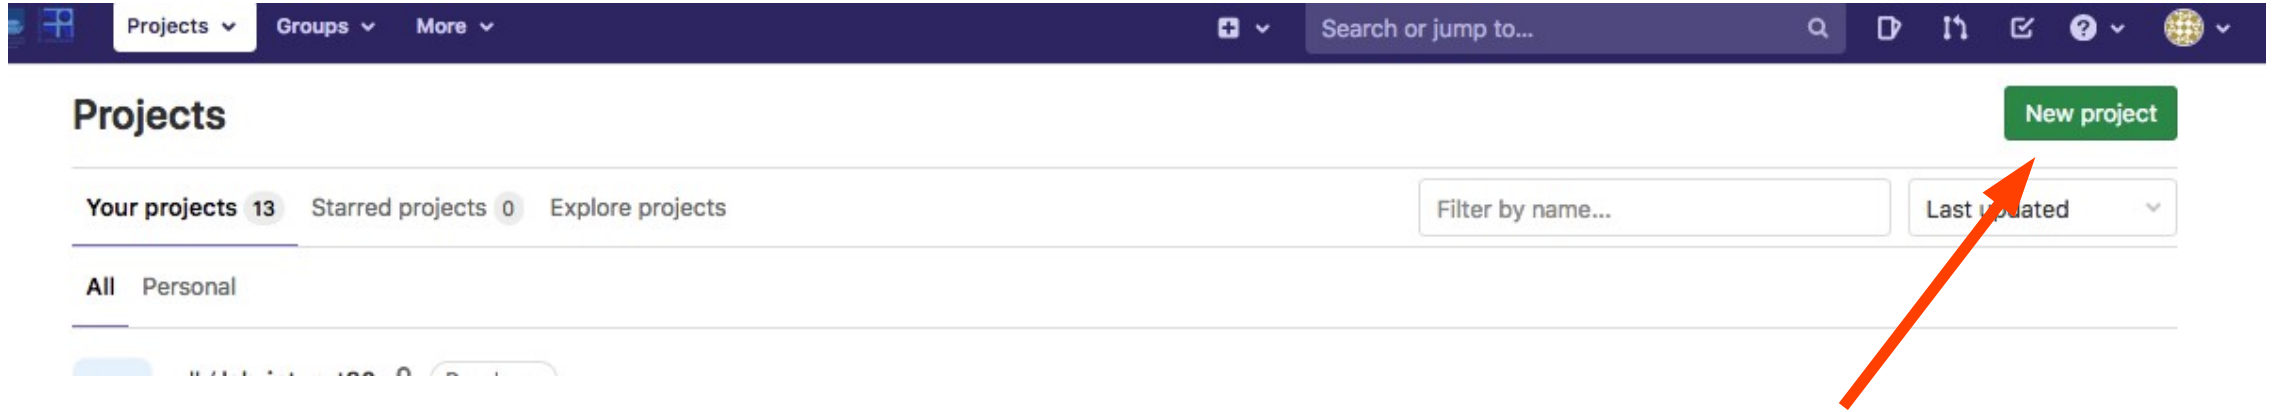 Projects Groups More Search or jump to...
Projects
New project
Your projects 13 Starred projects 0 Explore projects Filter by name... Last updated
All Personal